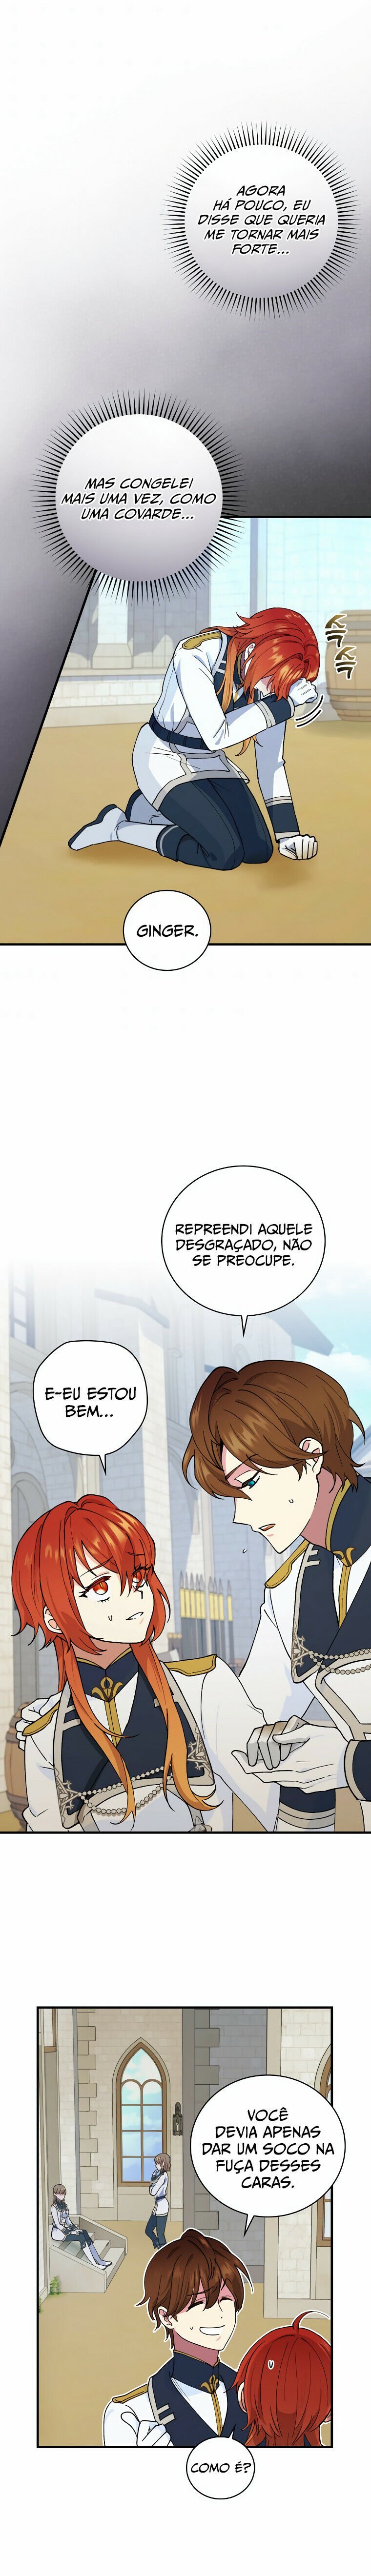 AGORA
HÁ POUCO, EU
DISSE QUE QUERIA
ME TORNAR MAIS
FORTE...
MAS CONGELEI
MAIS UMA VEZ, COMO
UMA COVARDE...
GINGER.
REPREENDI AQUELE
DESGRAÇADO, NÃO
SE PREOCUPE.
E-EU ESTOU
BEM...
VOCÊ
DEVIA APENAS
DAR UM SOCO NA
FUÇA DESSES
CARAS.
COMO É?